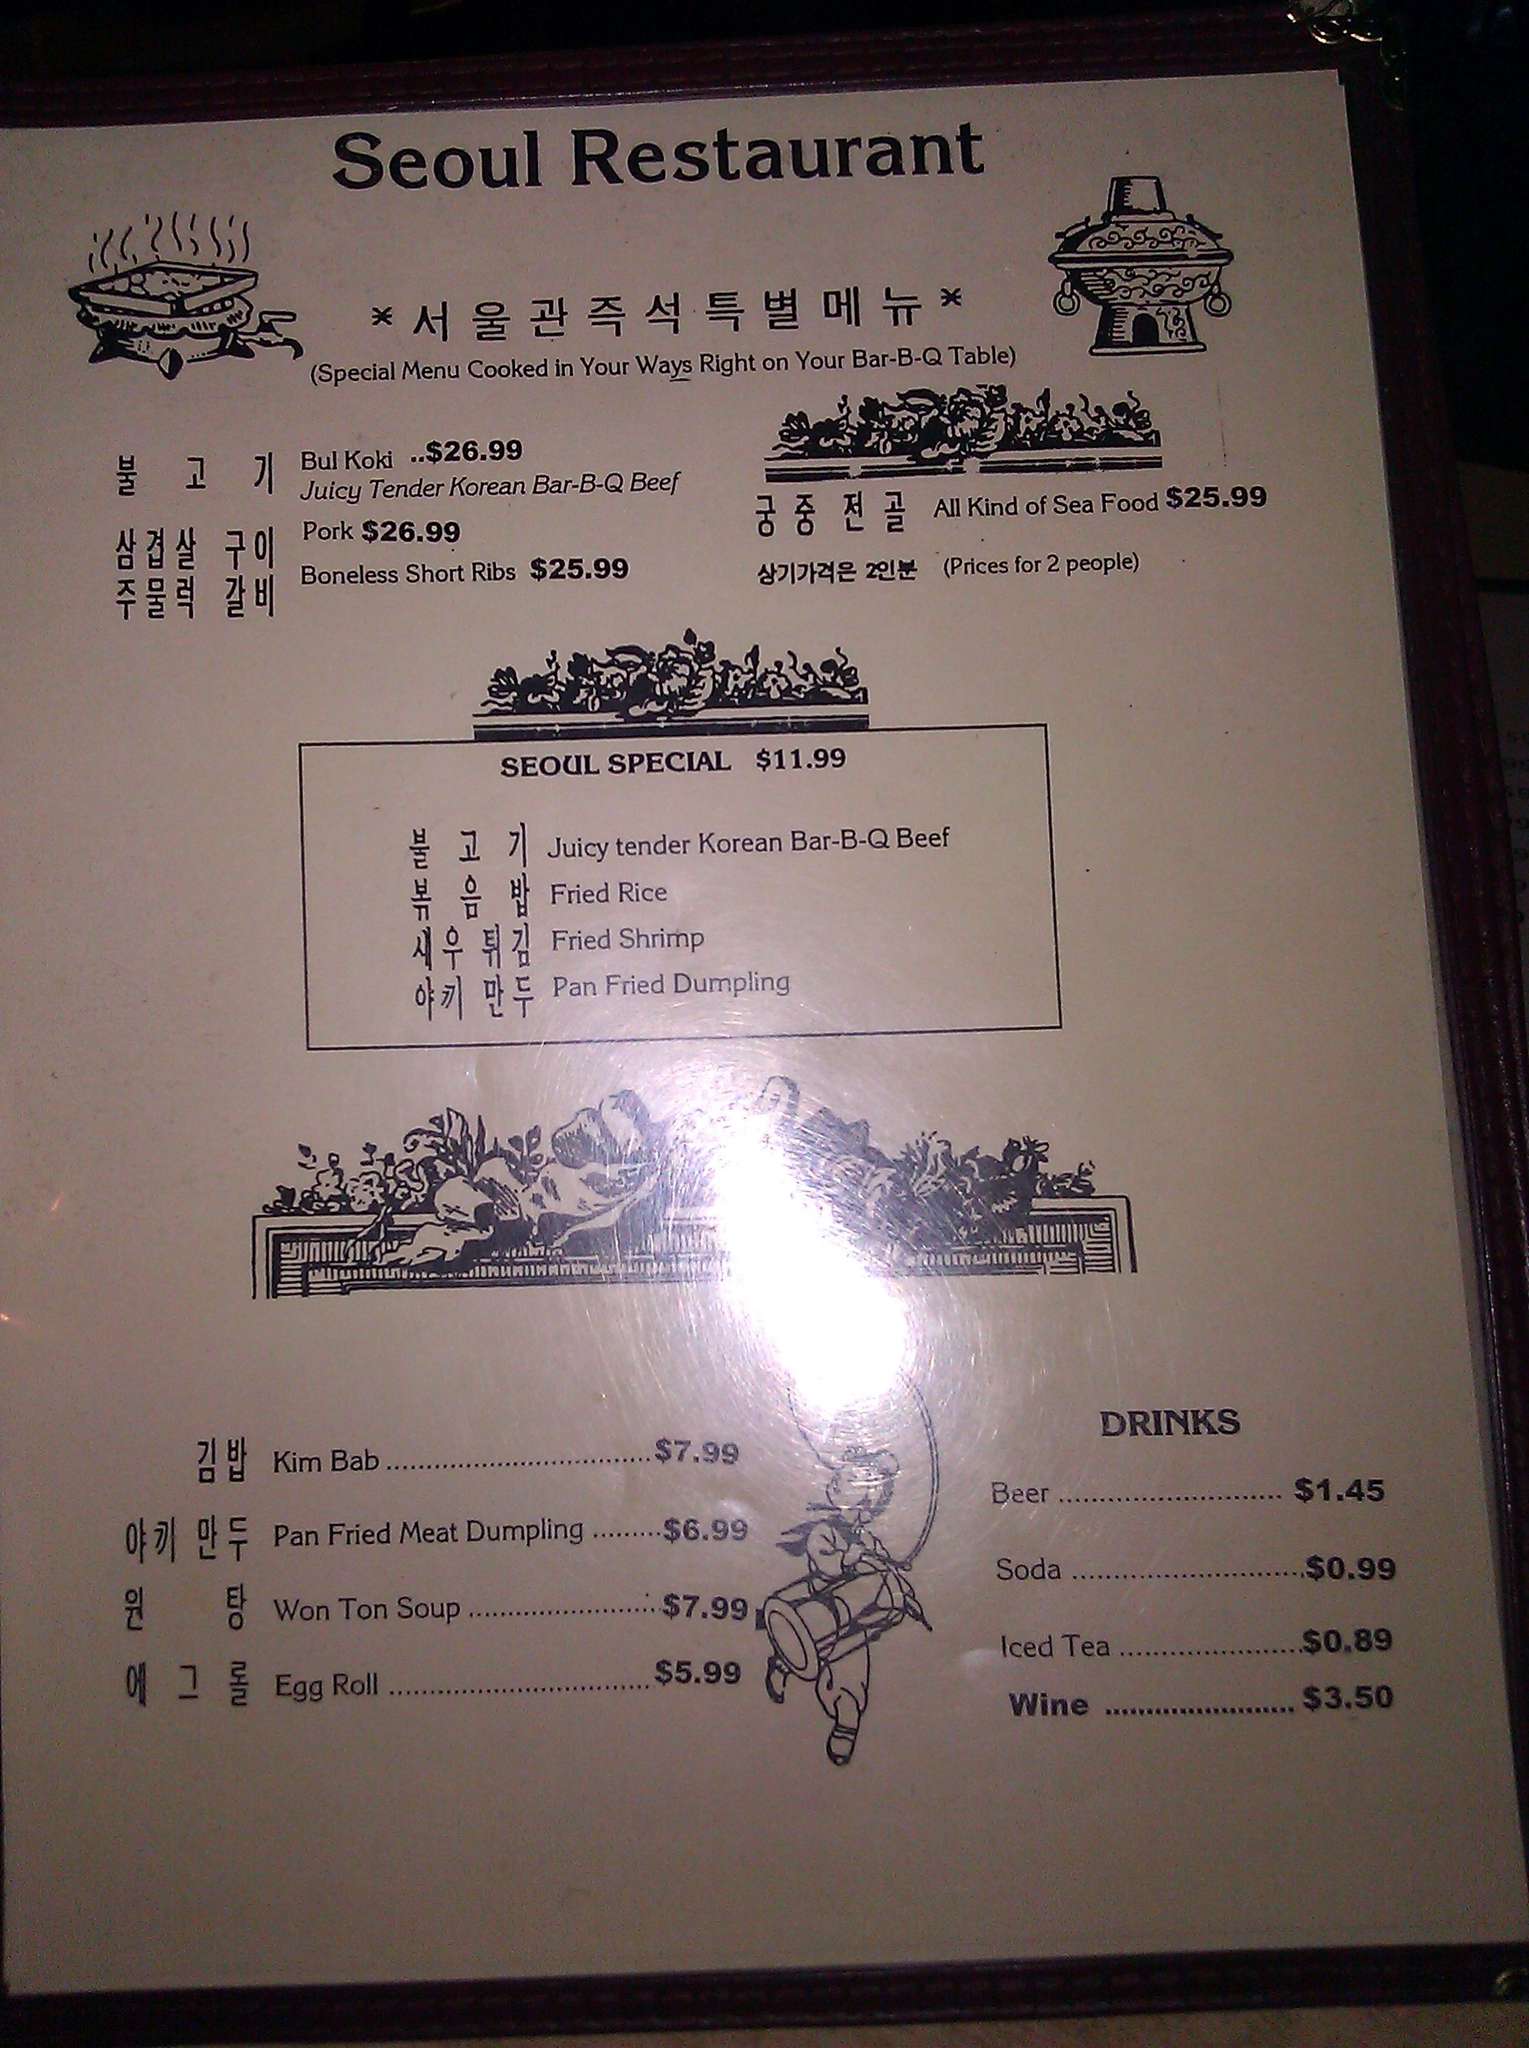 Seoul Restaurant
*서울관즉석특별메뉴*
(Special Menu Cooked in Your Ways Right on Your Bar-B-Q Table)
불 고 기 Bul Koki ..$26.99
Juicy Tender Korean Bar-B-Q Beef
삼겹살 구이 Pork $26.99
주물럭 갈비 Boneless Short Ribs $25.99
궁중전골 All Kind of Sea Food $25.99
상기가격은 2인분 (Prices for 2 people)
SEOUL SPECIAL $11.99
불 고 기 Juicy tender Korean Bar-B-Q Beef
볶 음 밥 Fried Rice
새우 튀김 Fried Shrimp
야끼 만두 Pan Fried Dumpling
김밥 Kim Bab ................................ $7.99
야끼 만두 Pan Fried Meat Dumpling ......... $6.99
원 탕 Won Ton Soup ....................... $7.99
에 그 롤 Egg Roll ................................ $5.99
DRINKS
Beer ............................ $1.45
Soda ............................. $0.99
Iced Tea ....................... $0.89
Wine ........................ $3.50